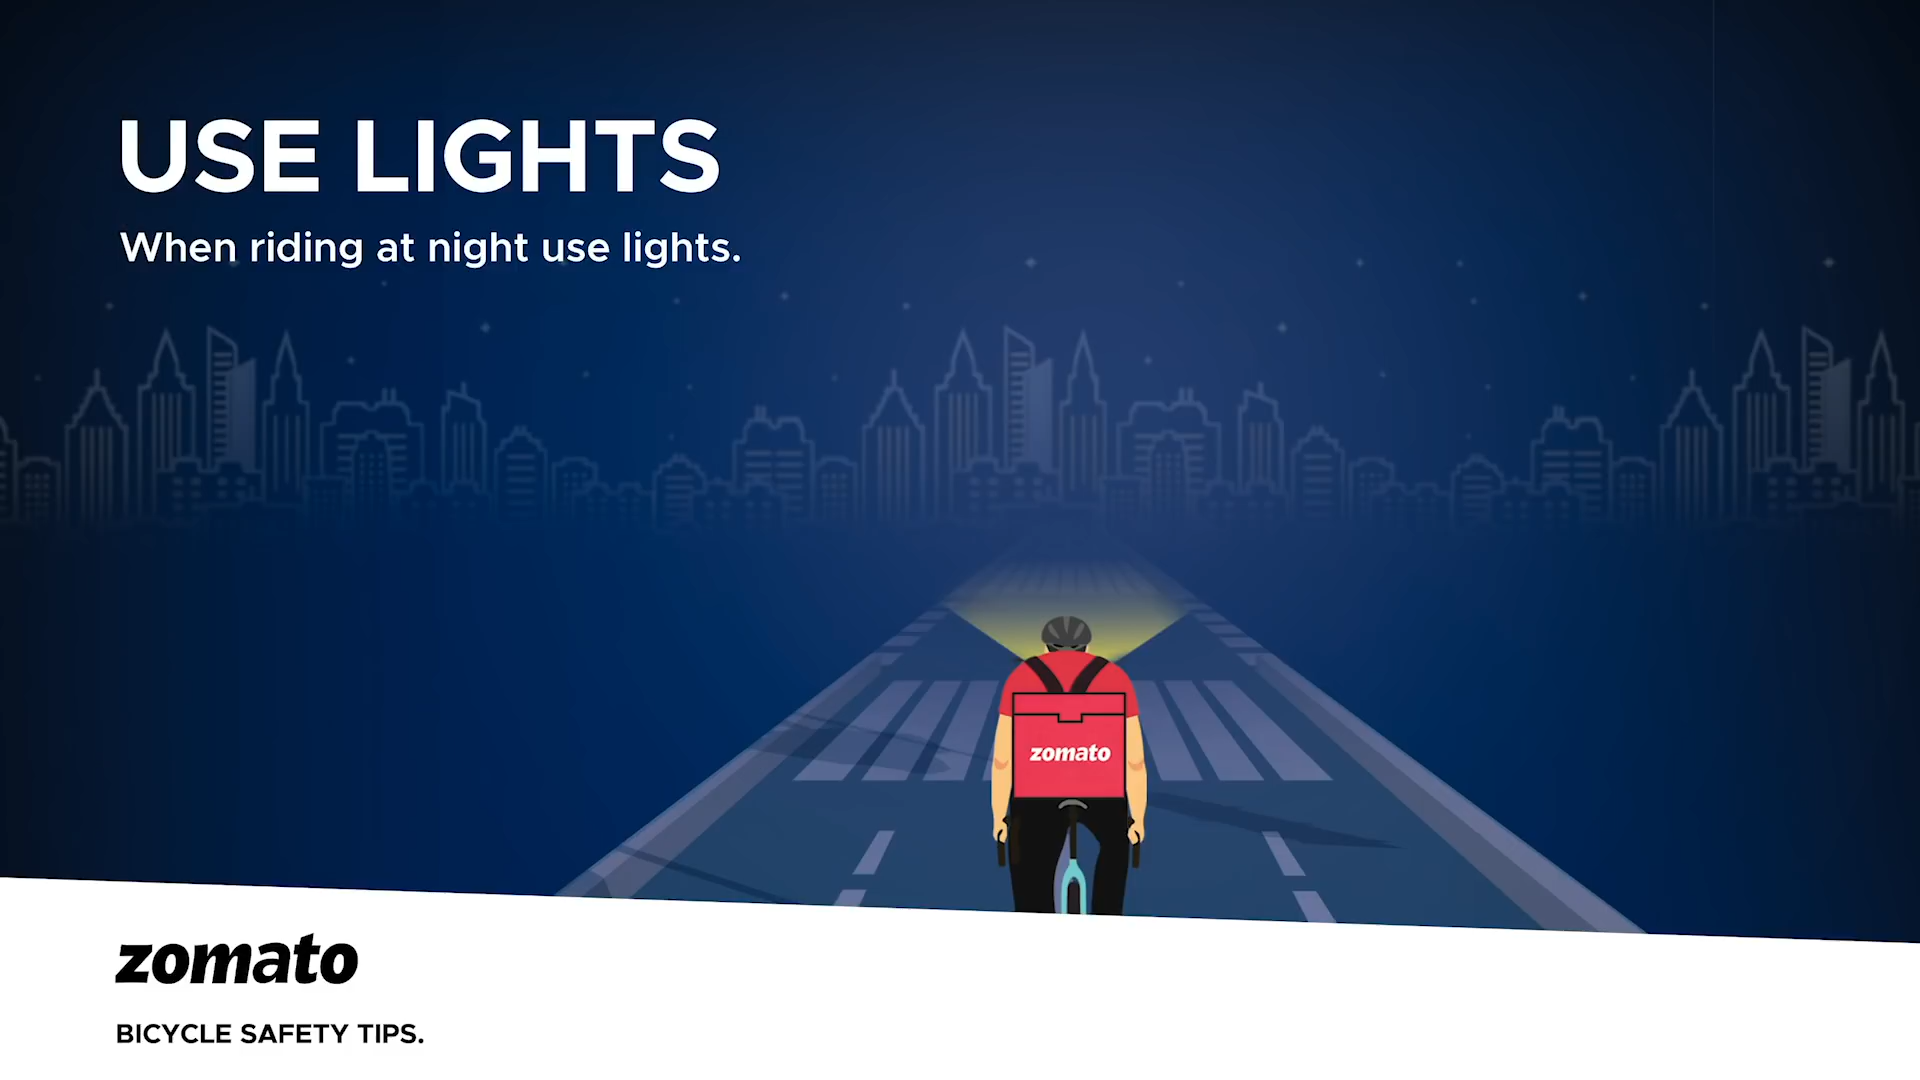 USE LIGHTS
When riding at night use lights.
zomato
zomato
BICYCLE SAFETY TIPS.